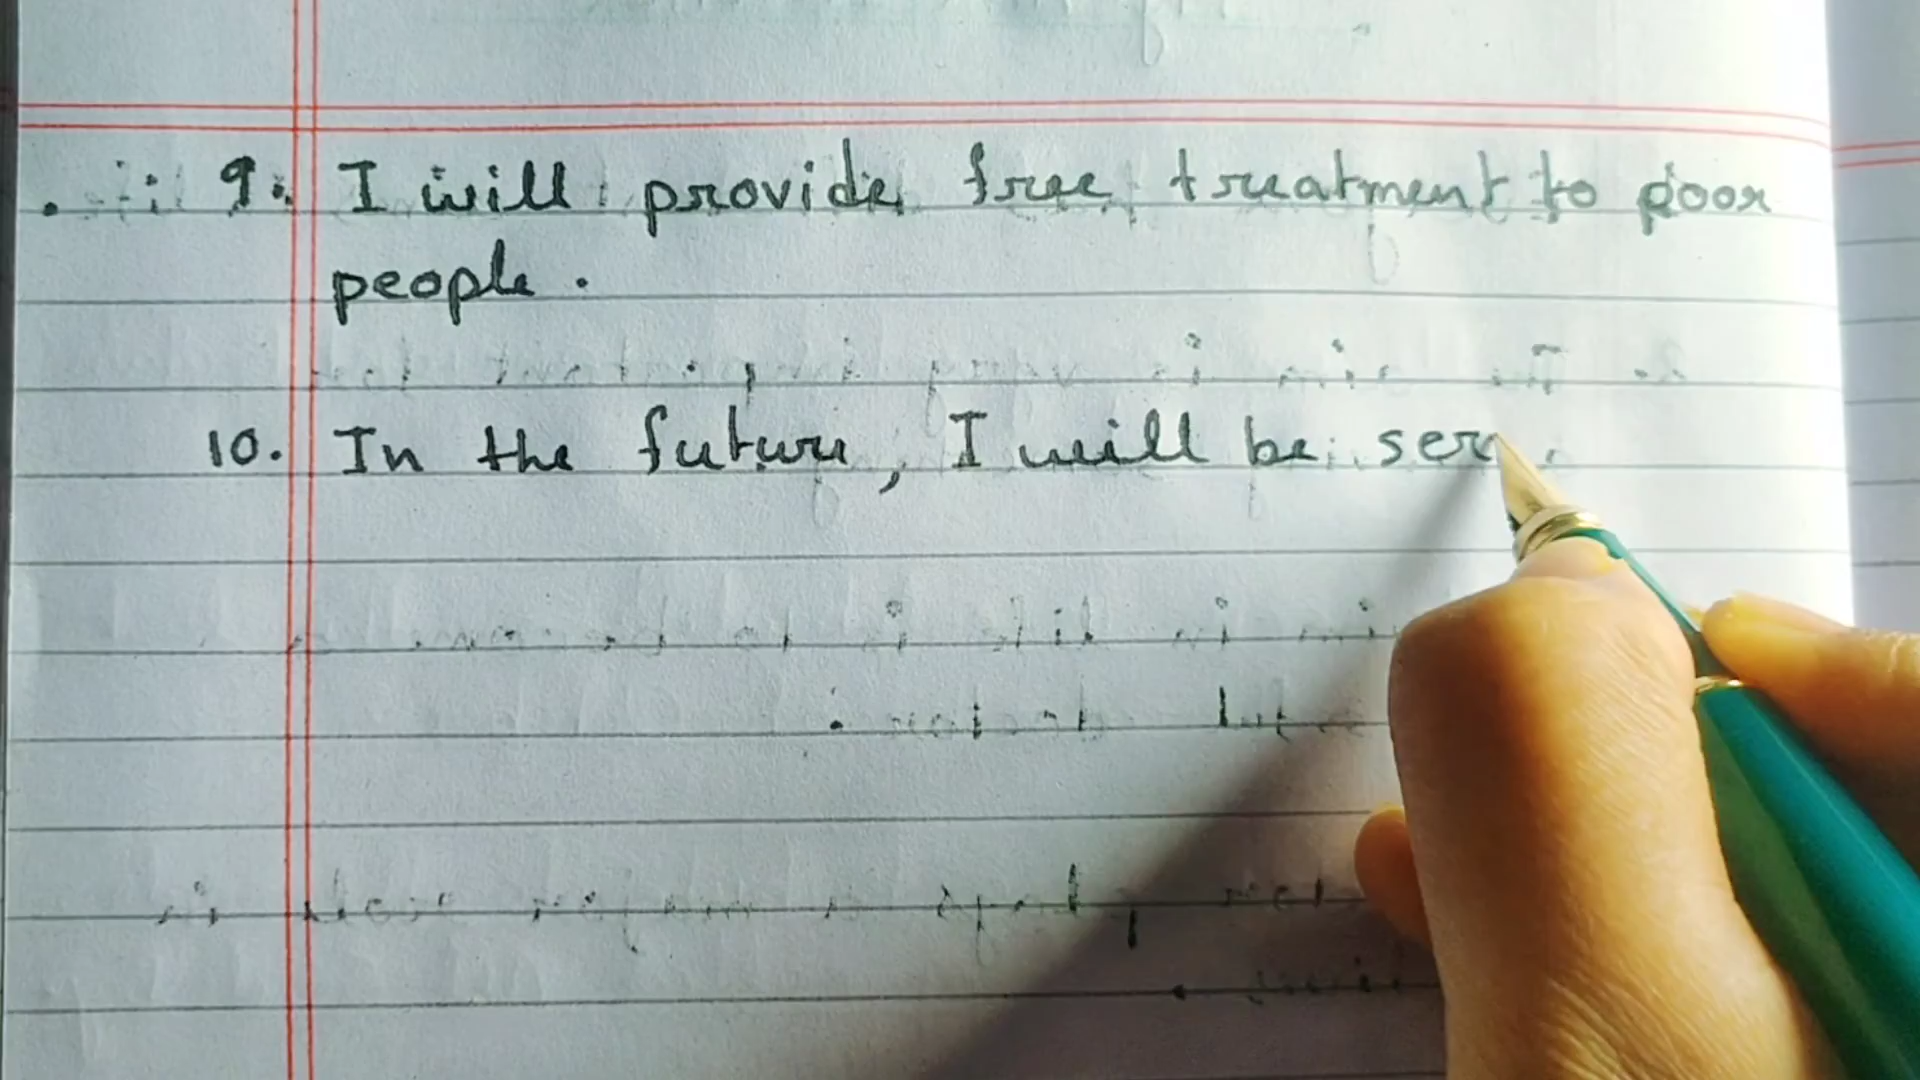 9. I will provide free treatment to poor
people.
10. In the future, I will be ser